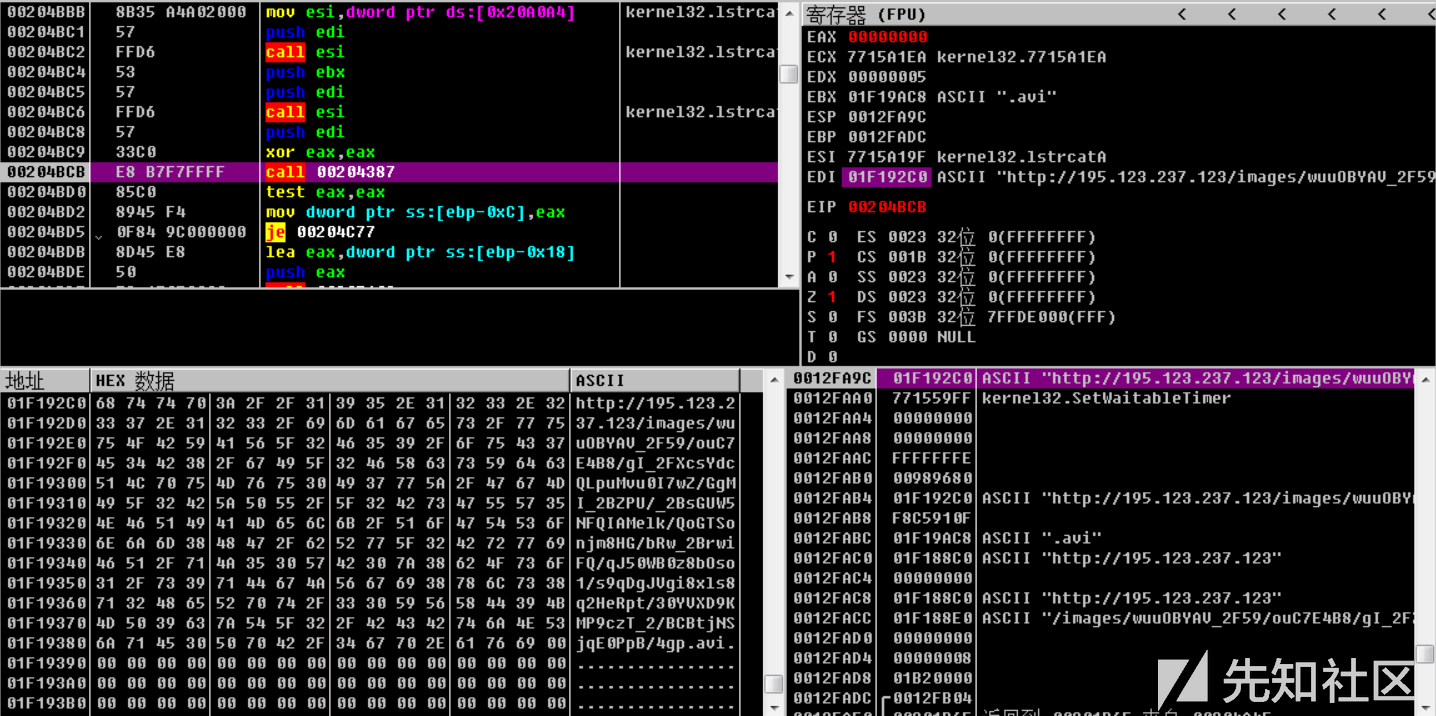 00204BBB 8B35 A4A02000 mov esi,dword ptr ds:[0x20A0A4] kernel32.lstrca
00204BC1 57 push edi
00204BC2 FFD6 call esi kernel32.lstrca
00204BC4 53 push ebx
00204BC5 57 push edi
00204BC6 FFD6 call esi kernel32.lstrca
00204BC8 57 push edi
00204BC9 33C0 xor eax,eax
00204BCB E8 B7F7FFFF call 00204387
00204BD0 85C0 test eax,eax
00204BD2 8945 F4 mov dword ptr ss:[ebp-0xC],eax
00204BD5 0F84 9C000000 je 00204C77
00204BDB 8D45 E8 lea eax,dword ptr ss:[ebp-0x18]
00204BDE 50 push eax
寄存器 (FPU) < < < < < <
EAX 00000000
ECX 7715A1EA kernel32.7715A1EA
EDX 00000005
EBX 01F19AC8 ASCII ".avi"
ESP 0012FA9C
EBP 0012FADC
ESI 7715A19F kernel32.lstrcatA
EDI 01F192C0 ASCII "http://195.123.237.123/images/wuuOBYAV_2F59
EIP 00204BCB
C 0 ES 0023 32位 0(FFFFFFFF)
P 1 CS 001B 32位 0(FFFFFFFF)
A 0 SS 0023 32位 0(FFFFFFFF)
Z 1 DS 0023 32位 0(FFFFFFFF)
S 0 FS 003B 32位 7FFDE000(FFF)
T 0 GS 0000 NULL
D 0
地址 HEX 数据 ASCII
01F192C0 68 74 74 70 3A 2F 2F 31 39 35 2E 31 32 33 2E 32 http://195.123.2
01F192D0 33 37 2E 31 32 33 2F 69 6D 61 67 65 73 2F 77 75 37.123/images/wu
01F192E0 75 4F 42 59 41 56 5F 32 46 35 39 2F 6F 75 43 37 uOBYAV_2F59/ouC7
01F192F0 45 34 42 38 2F 67 49 5F 32 46 58 63 73 59 64 63 E4B8/gI_2FXcsYdc
01F19300 51 4C 70 75 4D 76 75 30 49 37 77 5A 2F 47 67 4D QLpuMvu0I7wZ/GgM
01F19310 49 5F 32 42 5A 50 55 2F 5F 32 42 73 47 55 57 35 I_2BZPU/_2BsGUW5
01F19320 4E 46 51 49 41 4D 65 6C 6B 2F 51 6F 47 54 53 6F NFQIAMelk/QoGTSo
01F19330 6E 6A 6D 38 48 47 2F 62 52 77 5F 32 42 72 77 69 njm8HG/bRw_2Brwi
01F19340 46 51 2F 71 4A 35 30 57 42 30 7A 38 62 4F 73 6F FQ/qJ50WB0z8bOso
01F19350 31 2F 73 39 71 44 67 4A 56 67 69 38 78 6C 73 38 1/s9qDgJVgi8xls8
01F19360 71 32 48 65 52 70 74 2F 33 30 59 56 58 44 39 4B q2HeRpt/30YVXD9K
01F19370 4D 50 39 63 7A 54 5F 32 2F 42 43 42 74 6A 4E 53 MP9czT_2/BCBtjNS
01F19380 6A 71 45 30 50 70 42 2F 34 67 70 2E 61 76 69 00 jqE0PpB/4gp.avi.
01F19390 00 00 00 00 00 00 00 00 00 00 00 00 00 00 00 00 ................
01F193A0 00 00 00 00 00 00 00 00 00 00 00 00 00 00 00 00 ................
01F193B0 00 00 00 00 00 00 00 00 00 00 00 00 00 00 00 00 ................
0012FA9C 01F192C0 ASCII "http://195.123.237.123/images/wuuOBYA
0012FAA0 771559FF kernel32.SetWaitableTimer
0012FAA4 00000000
0012FAA8 00000000
0012FAAC FFFFFFFE
0012FAB0 00989680
0012FAB4 01F192C0 ASCII "http://195.123.237.123/images/wuuOBYA
0012FAB8 F8C5910F
0012FABC 01F19AC8 ASCII ".avi"
0012FAC0 01F188C0 ASCII "http://195.123.237.123"
0012FAC4 00000000
0012FAC8 01F188C0 ASCII "http://195.123.237.123"
0012FACC 01F188E0 ASCII "/images/wuuOBYAV_2F59/ouC7E4B8/gI_2F
0012FAD0 00000000
0012FAD4 00000008
0012FAD8 01B20000
0012FADC 0012FB04
先知社区